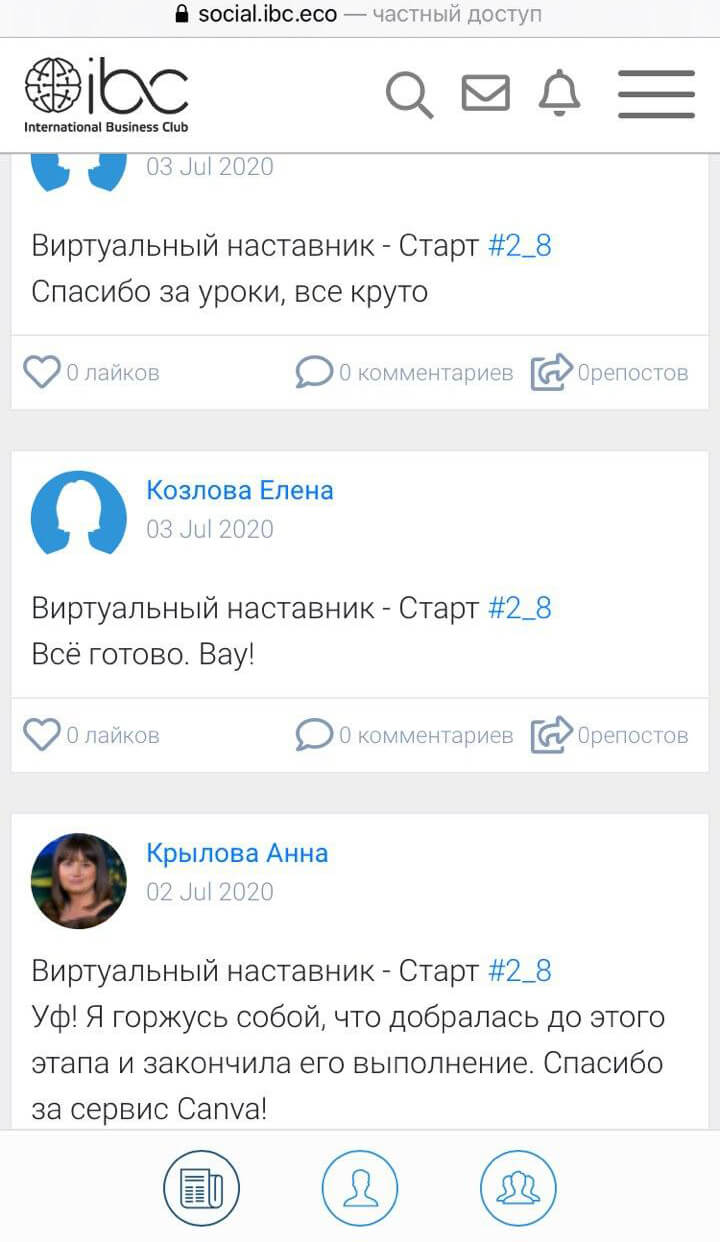 social.ibc.eco — частный доступ
ibc
International Business Club
03 Jul 2020
Виртуальный наставник - Старт #2_8
Спасибо за уроки, все круто
0 лайков 0 комментариев 0репостов
Козлова Елена
03 Jul 2020
Виртуальный наставник - Старт #2_8
Всё готово. Вау!
0 лайков 0 комментариев 0репостов
Крылова Анна
02 Jul 2020
Виртуальный наставник - Старт #2_8
Уф! Я горжусь собой, что добралась до этого
этапа и закончила его выполнение. Спасибо
за сервис Canva!